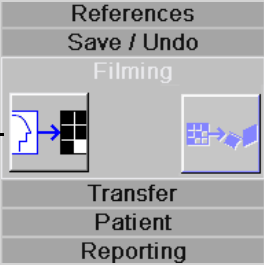 References
Save / Undo
Filming
Transfer
Patient
Reporting